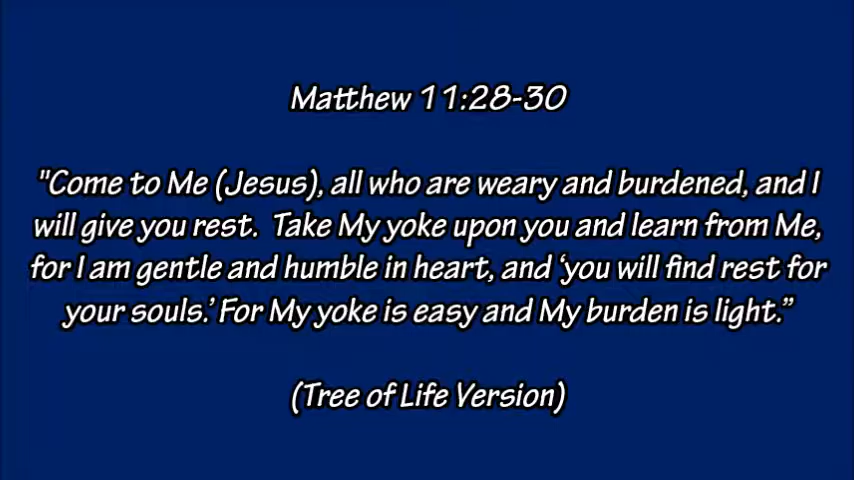 Matthew 11:28-30
"Come to Me (Jesus), all who are weary and burdened, and I
will give you rest.  Take My yoke upon you and learn from Me,
for I am gentle and humble in heart, and ‘you will find rest for
your souls.’ For My yoke is easy and My burden is light.”
(Tree of Life Version)